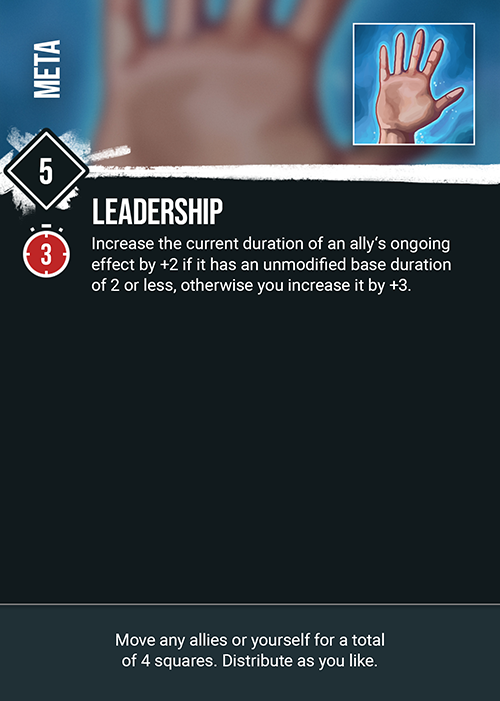 META
5
LEADERSHIP
3
Increase the current duration of an ally‘s ongoing
effect by +2 if it has an unmodified base duration
of 2 or less, otherwise you increase it by +3.
Move any allies or yourself for a total
of 4 squares. Distribute as you like.